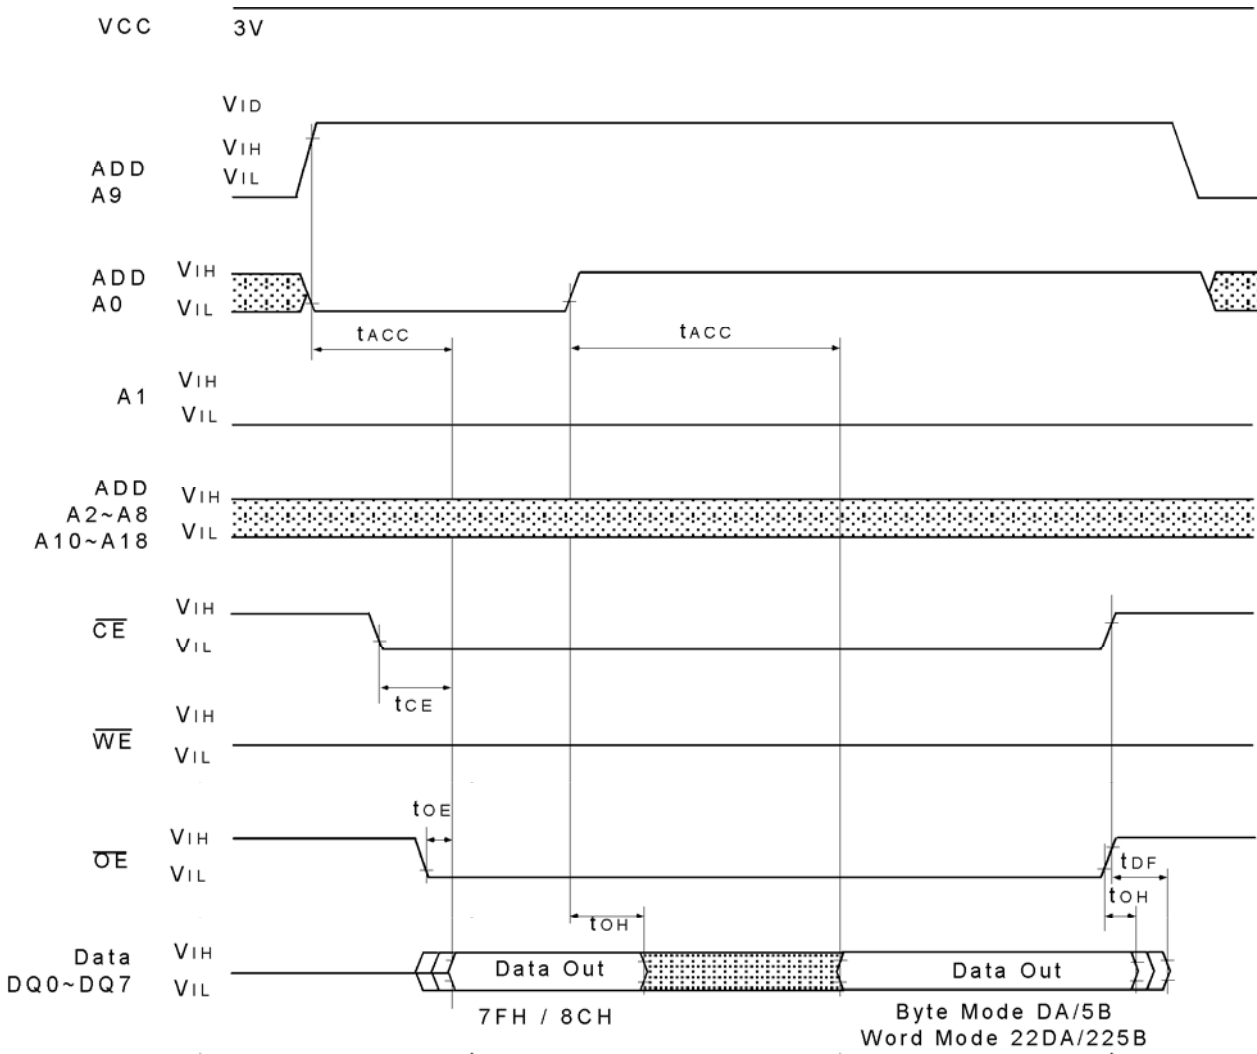 VCC 3V
VID
VIH
ADD VIL
A9
ADD VIH
A0 VIL
tACC tACC
VIH
A1
VIL
ADD VIH
A2~A8
A10~A18 VIL
VIH
CE
VIL
tCE
VIH
WE
VIL
tOE
VIH
OE tDF
VIL
tOH tOH
Data VIH
Data Out Data Out
DQ0~DQ7 VIL
7FH / 8CH Byte Mode DA/5B
Word Mode 22DA/225B